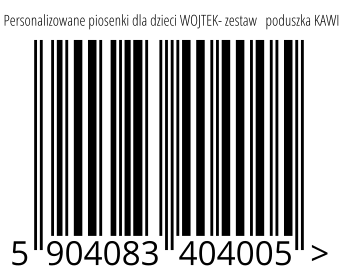 Personalizowane piosenki dla dzieci WOJTEK- zestaw poduszka KAWI
5 904083 404005 >